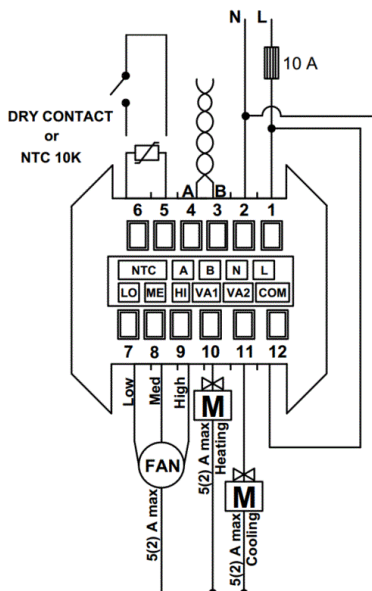 N L
10 A
DRY CONTACT
or
NTC 10K
A B
6 5 4 3 2 1
NTC A B N L
LO ME HI VA1 VA2 COM
7 8 9 10 11 12
Low
Med
High
M
Heating
5(2) A max
FAN
5(2) A max
M
Cooling
5(2) A max